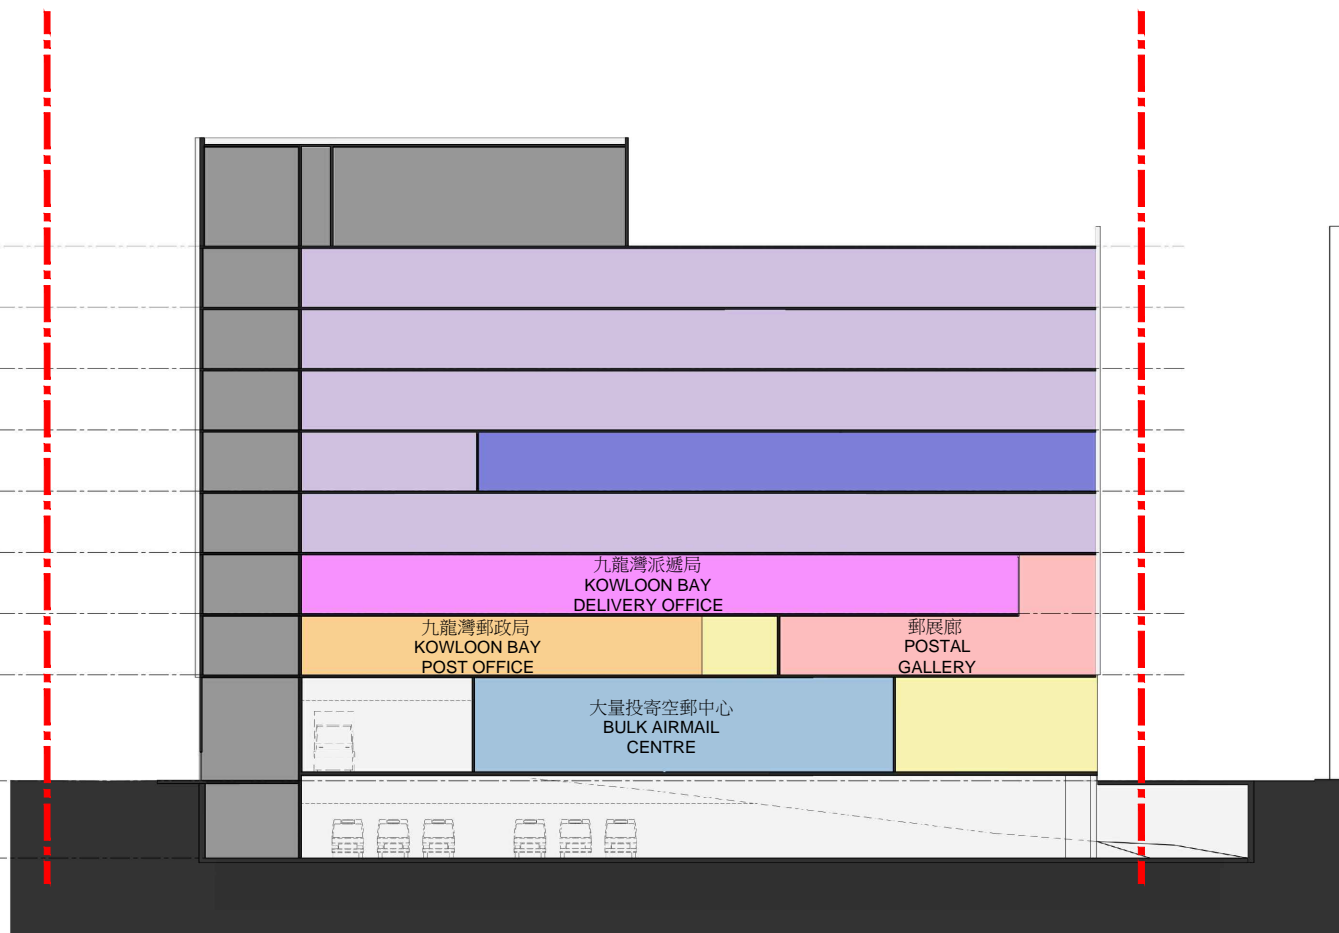 九龍灣派遞局
KOWLOON BAY
DELIVERY OFFICE
九龍灣郵政局
KOWLOON BAY
POST OFFICE
郵展廊
POSTAL
GALLERY
大量投寄空郵中心
BULK AIRMAIL
CENTRE